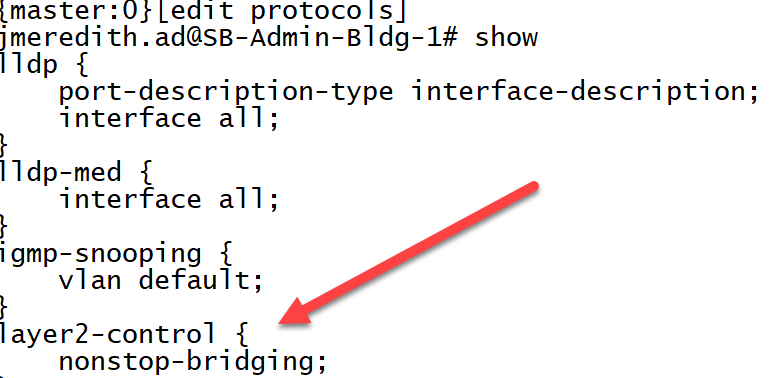 {master:0}[edit protocols]
jmeredith.ad@SB-Admin-Bldg-1# show
lldp {
    port-description-type interface-description;
    interface all;
}
lldp-med {
    interface all;
}
igmp-snooping {
    vlan default;
}
layer2-control {
    nonstop-bridging;